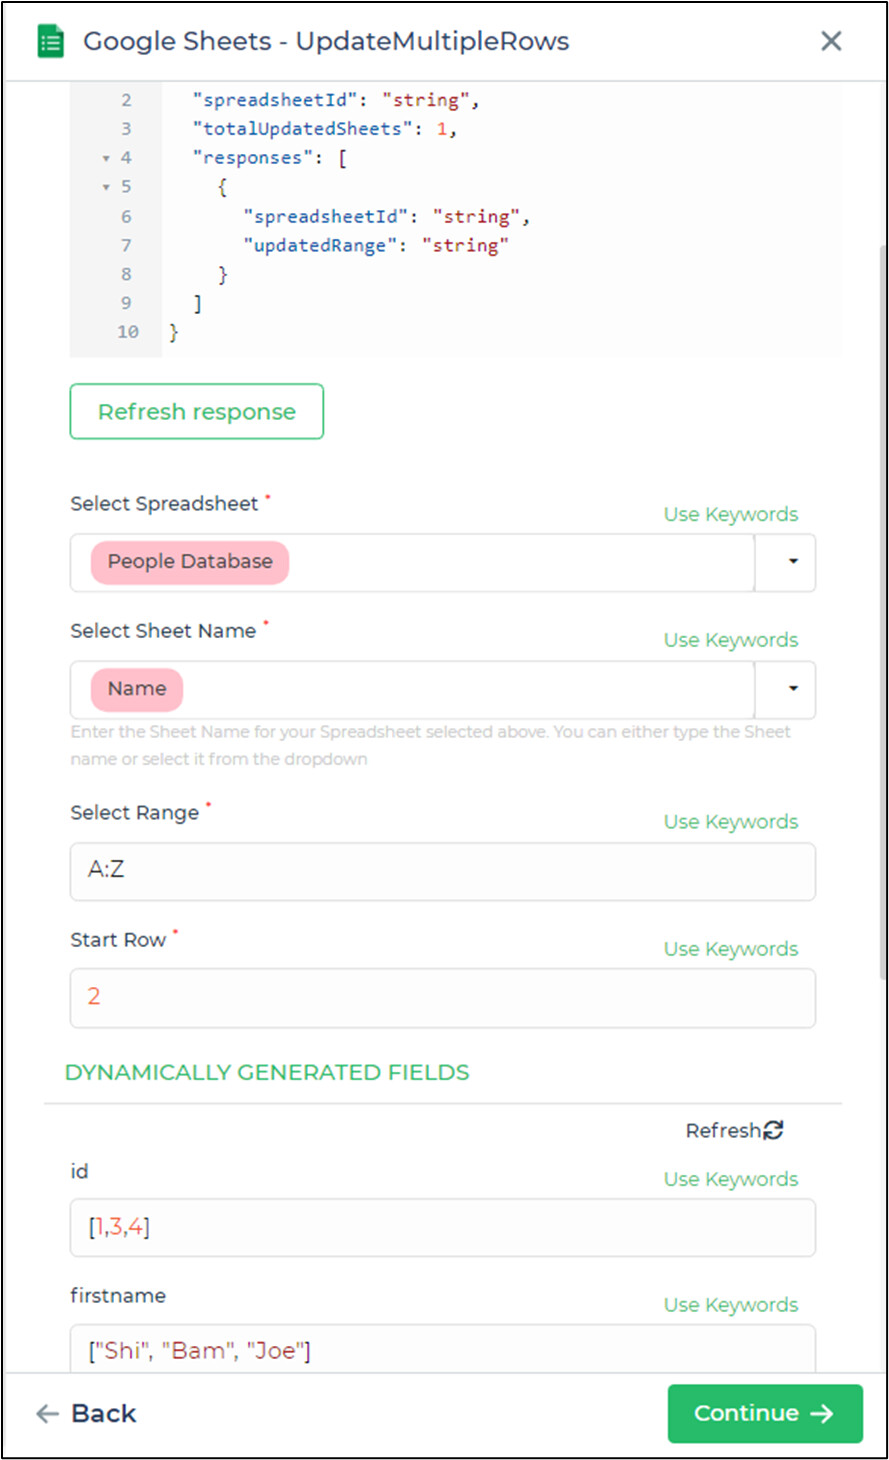 Google Sheets - UpdateMultipleRows
2 "spreadsheetId": "string",
3 "totalUpdatedSheets": 1,
4 "responses": [
5 {
6 "spreadsheetId": "string",
7 "updatedRange": "string"
8 }
9 ]
10 }
Refresh response
Select Spreadsheet *
Use Keywords
People Database
Select Sheet Name *
Use Keywords
Name
Enter the Sheet Name for your Spreadsheet selected above. You can either type the Sheet
name or select it from the dropdown
Select Range *
Use Keywords
A:Z
Start Row *
Use Keywords
2
DYNAMICALLY GENERATED FIELDS
Refresh
id
Use Keywords
[1,3,4]
firstname
Use Keywords
["Shi", "Bam", "Joe"]
Back
Continue